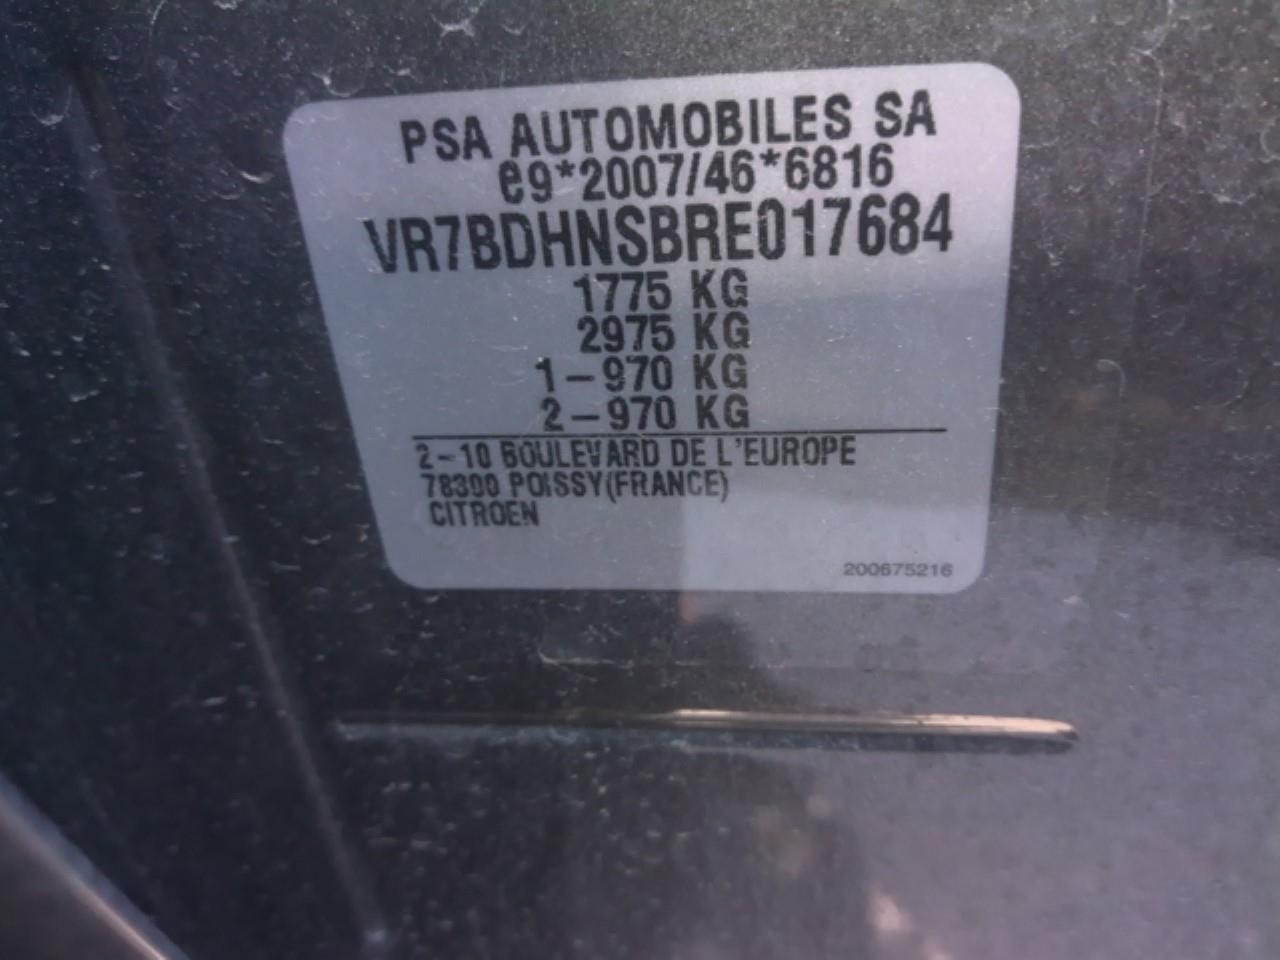 PSA AUTOMOBILES SA
e9*2007/46*6816
VR7BDHNSBRE017684
1775 KG
2975 KG
1-970 KG
2-970 KG
2-10 BOULEVARD DE L'EUROPE
78300 POISSY(FRANCE)
CITROEN
200675216